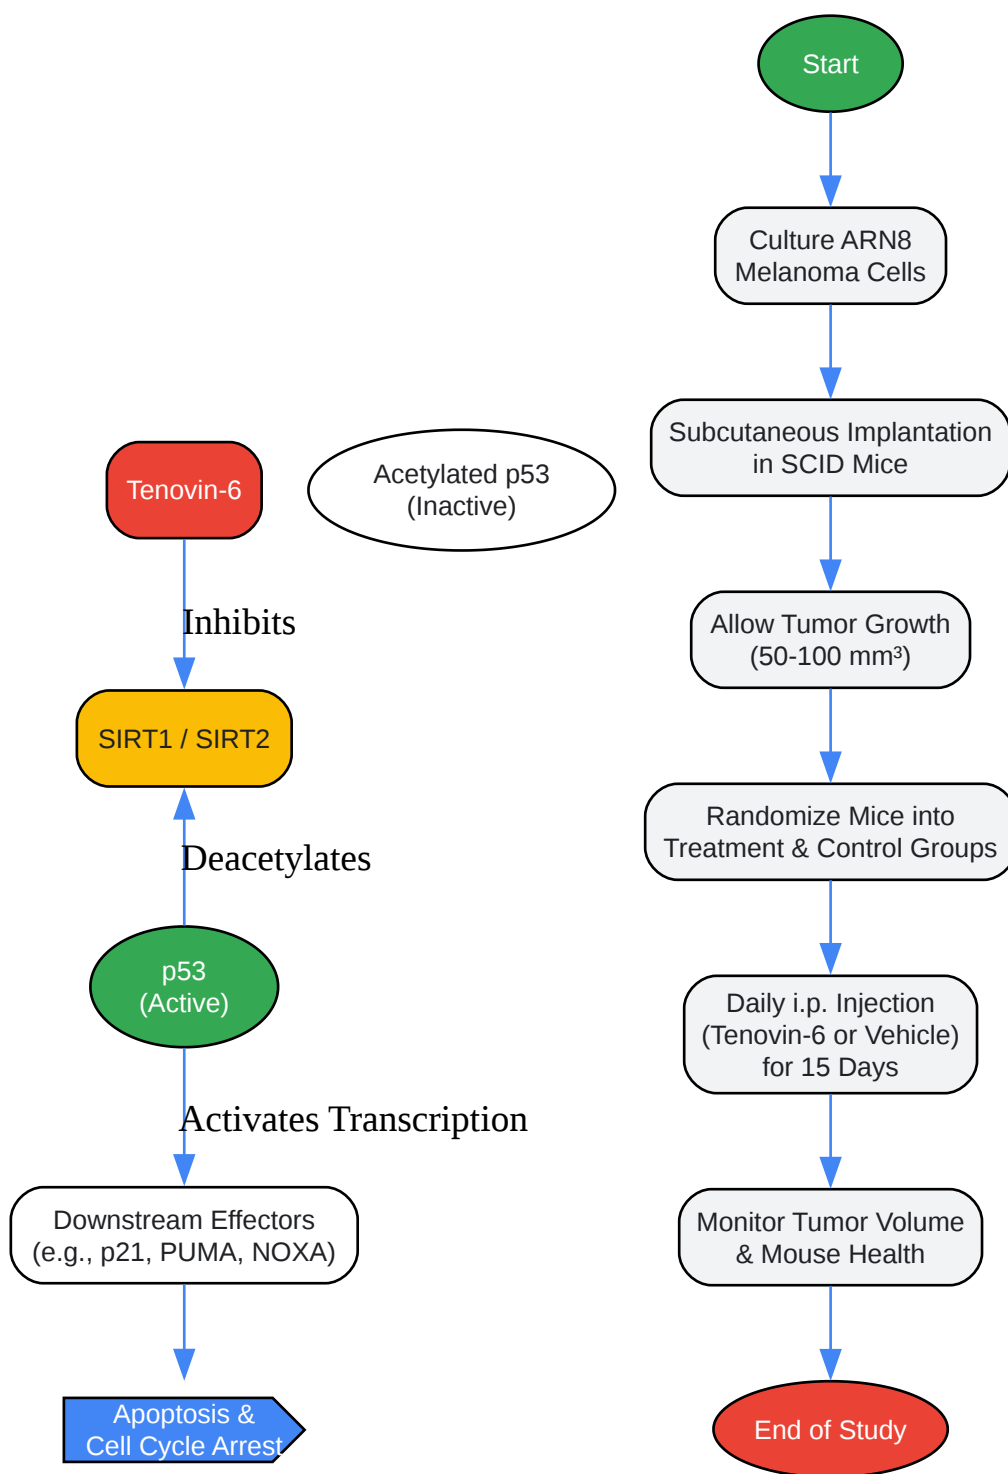 Tenovin-6
Acetylated p53
(Inactive)
Inhibits
SIRT1 / SIRT2
Deacetylates
p53
(Active)
Activates Transcription
Downstream Effectors
(e.g., p21, PUMA, NOXA)
Apoptosis &
Cell Cycle Arrest
Start
Culture ARN8
Melanoma Cells
Subcutaneous Implantation
in SCID Mice
Allow Tumor Growth
(50-100 mm³)
Randomize Mice into
Treatment & Control Groups
Daily i.p. Injection
(Tenovin-6 or Vehicle)
for 15 Days
Monitor Tumor Volume
& Mouse Health
End of Study